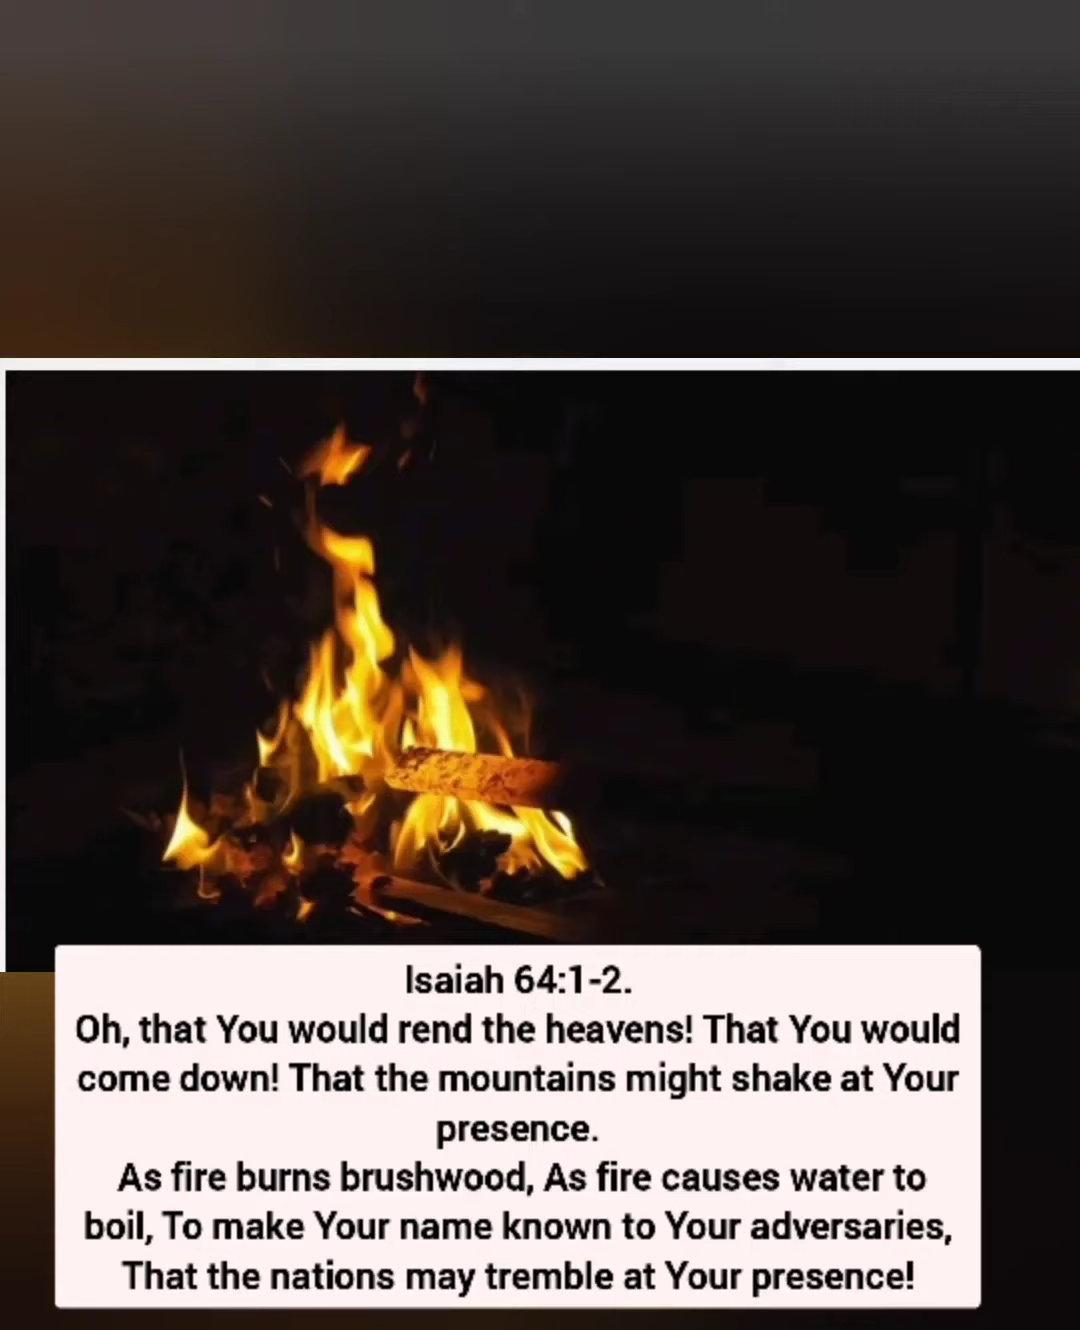 Isaiah 64:1-2.
Oh, that You would rend the heavens! That You would
come down! That the mountains might shake at Your
presence.
As fire burns brushwood, As fire causes water to
boil, To make Your name known to Your adversaries,
That the nations may tremble at Your presence!